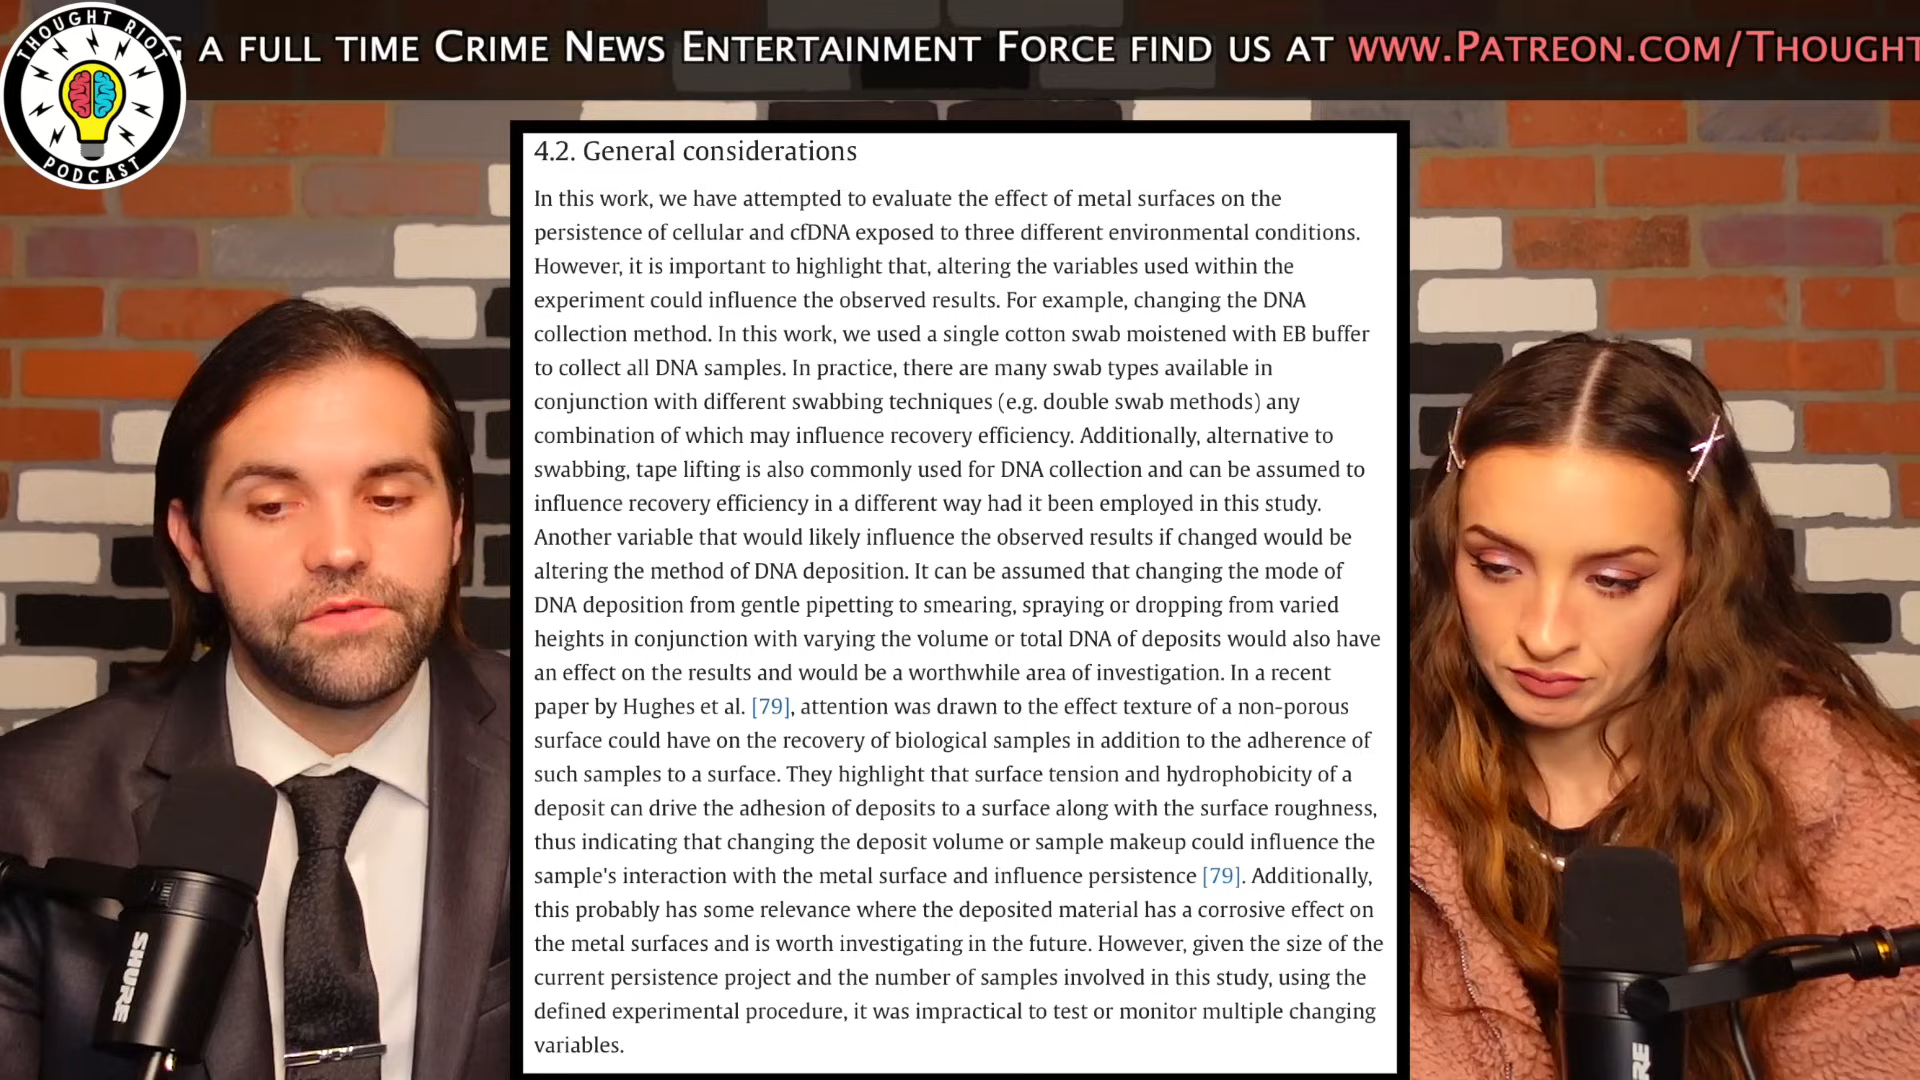 THOUGHT RIOT
PODCAST
G A FULL TIME CRIME NEWS ENTERTAINMENT FORCE FIND US AT WWW.PATREON.COM/THOUGHT
4.2. General considerations
In this work, we have attempted to evaluate the effect of metal surfaces on the
persistence of cellular and cfDNA exposed to three different environmental conditions.
However, it is important to highlight that, altering the variables used within the
experiment could influence the observed results. For example, changing the DNA
collection method. In this work, we used a single cotton swab moistened with EB buffer
to collect all DNA samples. In practice, there are many swab types available in
conjunction with different swabbing techniques (e.g. double swab methods) any
combination of which may influence recovery efficiency. Additionally, alternative to
swabbing, tape lifting is also commonly used for DNA collection and can be assumed to
influence recovery efficiency in a different way had it been employed in this study.
Another variable that would likely influence the observed results if changed would be
altering the method of DNA deposition. It can be assumed that changing the mode of
DNA deposition from gentle pipetting to smearing, spraying or dropping from varied
heights in conjunction with varying the volume or total DNA of deposits would also have
an effect on the results and would be a worthwhile area of investigation. In a recent
paper by Hughes et al. [79], attention was drawn to the effect texture of a non-porous
surface could have on the recovery of biological samples in addition to the adherence of
such samples to a surface. They highlight that surface tension and hydrophobicity of a
deposit can drive the adhesion of deposits to a surface along with the surface roughness,
thus indicating that changing the deposit volume or sample makeup could influence the
sample's interaction with the metal surface and influence persistence [79]. Additionally,
this probably has some relevance where the deposited material has a corrosive effect on
the metal surfaces and is worth investigating in the future. However, given the size of the
current persistence project and the number of samples involved in this study, using the
defined experimental procedure, it was impractical to test or monitor multiple changing
variables.
SHURE
RE